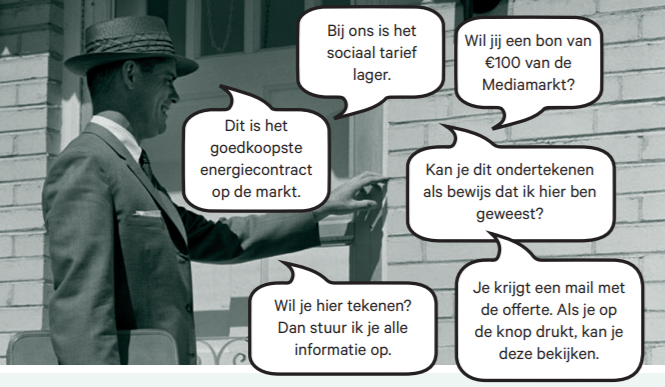 Bij ons is het
sociaal tarief
lager.
Wil jij een bon van
€100 van de
Mediamarkt?
Dit is het
goedkoopste
energiecontract
op de markt.
Kan je dit ondertekenen
als bewijs dat ik hier ben
geweest?
Wil je hier tekenen?
Dan stuur ik je alle
informatie op.
Je krijgt een mail met
de offerte. Als je op
de knop drukt, kan je
deze bekijken.